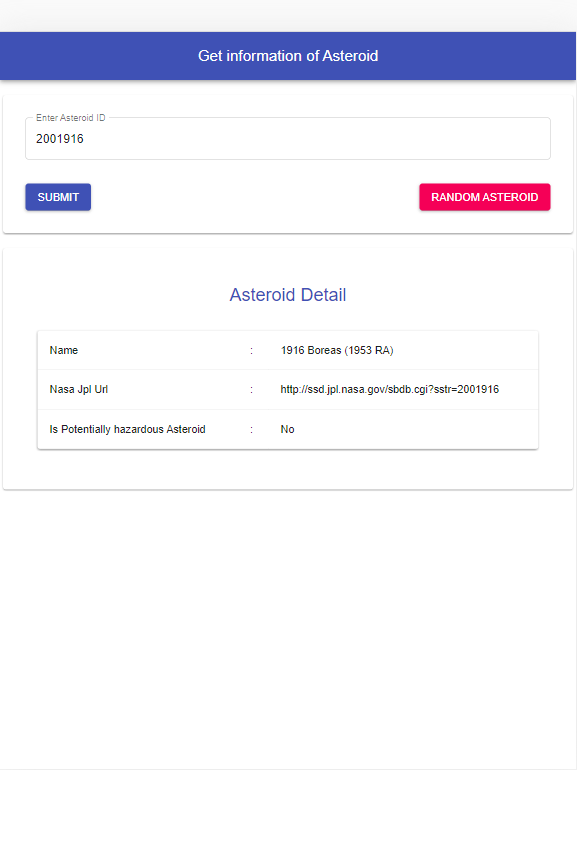 Get information of Asteroid
Enter Asteroid ID
2001916
SUBMIT RANDOM ASTEROID
Asteroid Detail
Name : 1916 Boreas (1953 RA)
Nasa Jpl Url : http://ssd.jpl.nasa.gov/sbdb.cgi?sstr=2001916
Is Potentially hazardous Asteroid : No